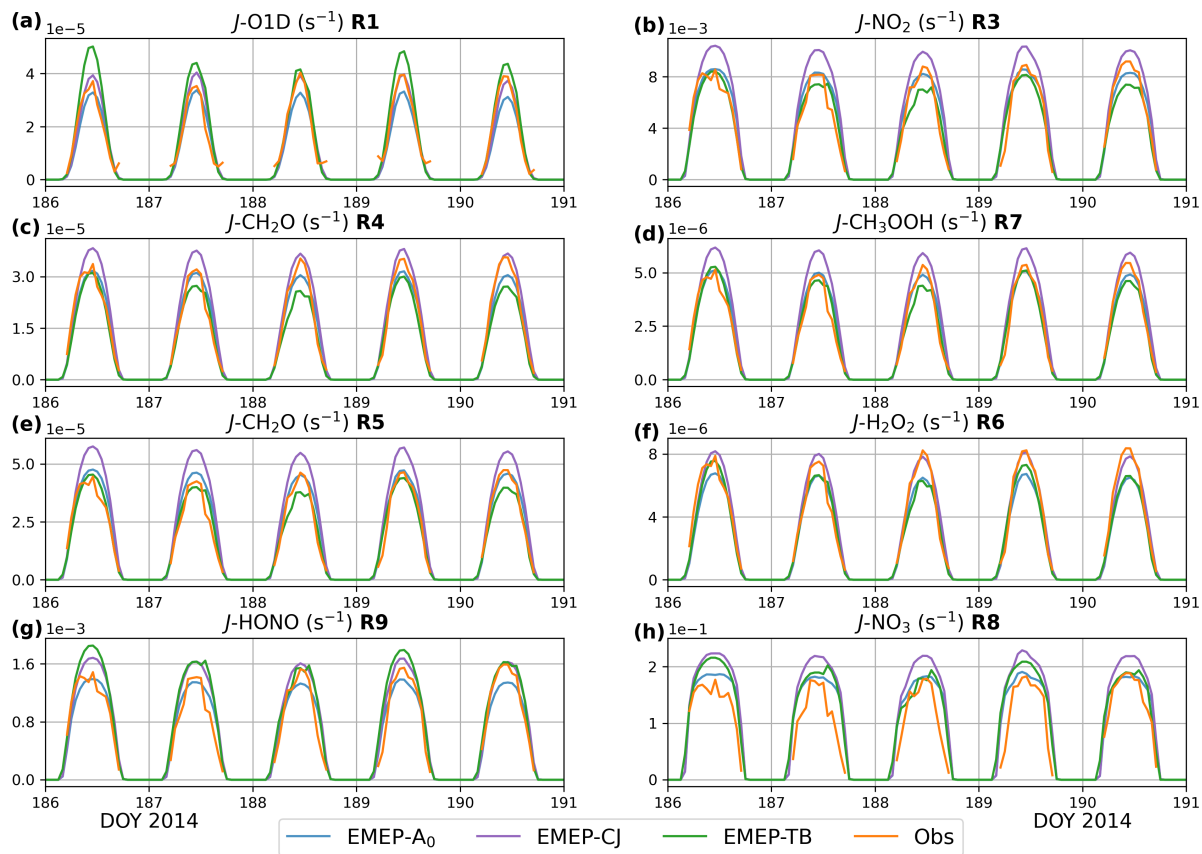 (a) 1e−5 J-O1D (s⁻¹) R1
4
2
0
186 187 188 189 190 191
(b) 1e−3 J-NO₂ (s⁻¹) R3
8
4
0
186 187 188 189 190 191
(c) 1e−5 J-CH₂O (s⁻¹) R4
3.0
1.5
0.0
186 187 188 189 190 191
(d) 1e−6 J-CH₃OOH (s⁻¹) R7
5.0
2.5
0.0
186 187 188 189 190 191
(e) 1e−5 J-CH₂O (s⁻¹) R5
5.0
2.5
0.0
186 187 188 189 190 191
(f) 1e−6 J-H₂O₂ (s⁻¹) R6
8
4
0
186 187 188 189 190 191
(g) 1e−3 J-HONO (s⁻¹) R9
1.6
0.8
0.0
186 187 188 189 190 191
DOY 2014
(h) 1e−1 J-NO₃ (s⁻¹) R8
2
1
0
186 187 188 189 190 191
DOY 2014
EMEP-A₀ EMEP-CJ EMEP-TB Obs